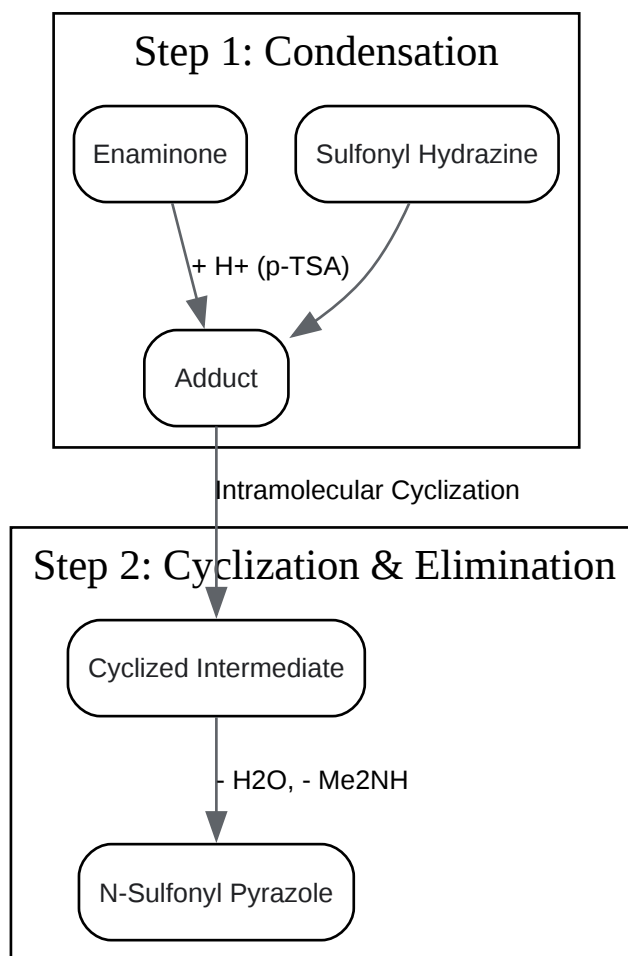 Step 1: Condensation
Enaminone
Sulfonyl Hydrazine
+ H+ (p-TSA)
Adduct
Intramolecular Cyclization
Step 2: Cyclization & Elimination
Cyclized Intermediate
- H2O, - Me2NH
N-Sulfonyl Pyrazole